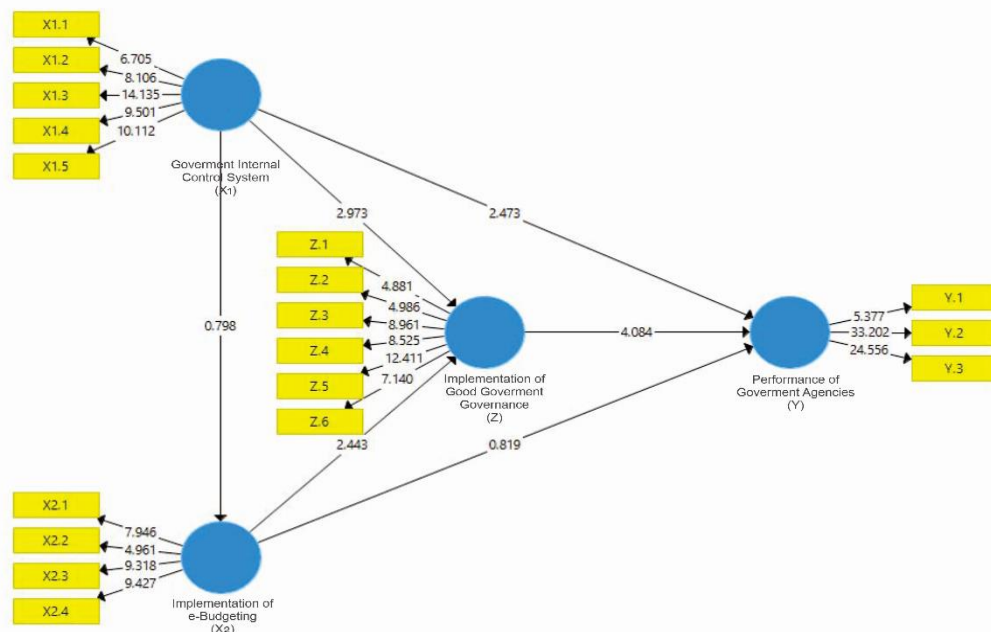 X1.1
X1.2
X1.3
X1.4
X1.5
6.705
8.106
14.135
9.501
10.112
Goverment Internal
Control System
(X1)
2.973
2.473
0.798
Z.1
Z.2
Z.3
Z.4
Z.5
Z.6
4.881
4.986
8.961
8.525
12.411
7.140
Implementation of
Good Goverment
Governance
(Z)
4.084
2.443
0.819
Performance of
Goverment Agencies
(Y)
5.377
33.202
24.556
Y.1
Y.2
Y.3
X2.1
X2.2
X2.3
X2.4
7.946
4.961
9.318
9.427
Implementation of
e-Budgeting
(X2)